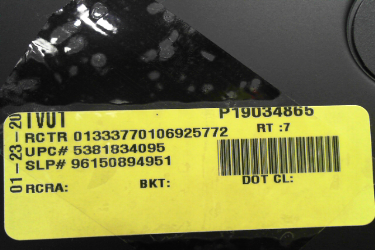 TV01 P19034865
RCTR 01333770106925772 RT :7
UPC# 5381834095
SLP# 96150894951
RCRA: BKT: DOT CL:
01-23-20